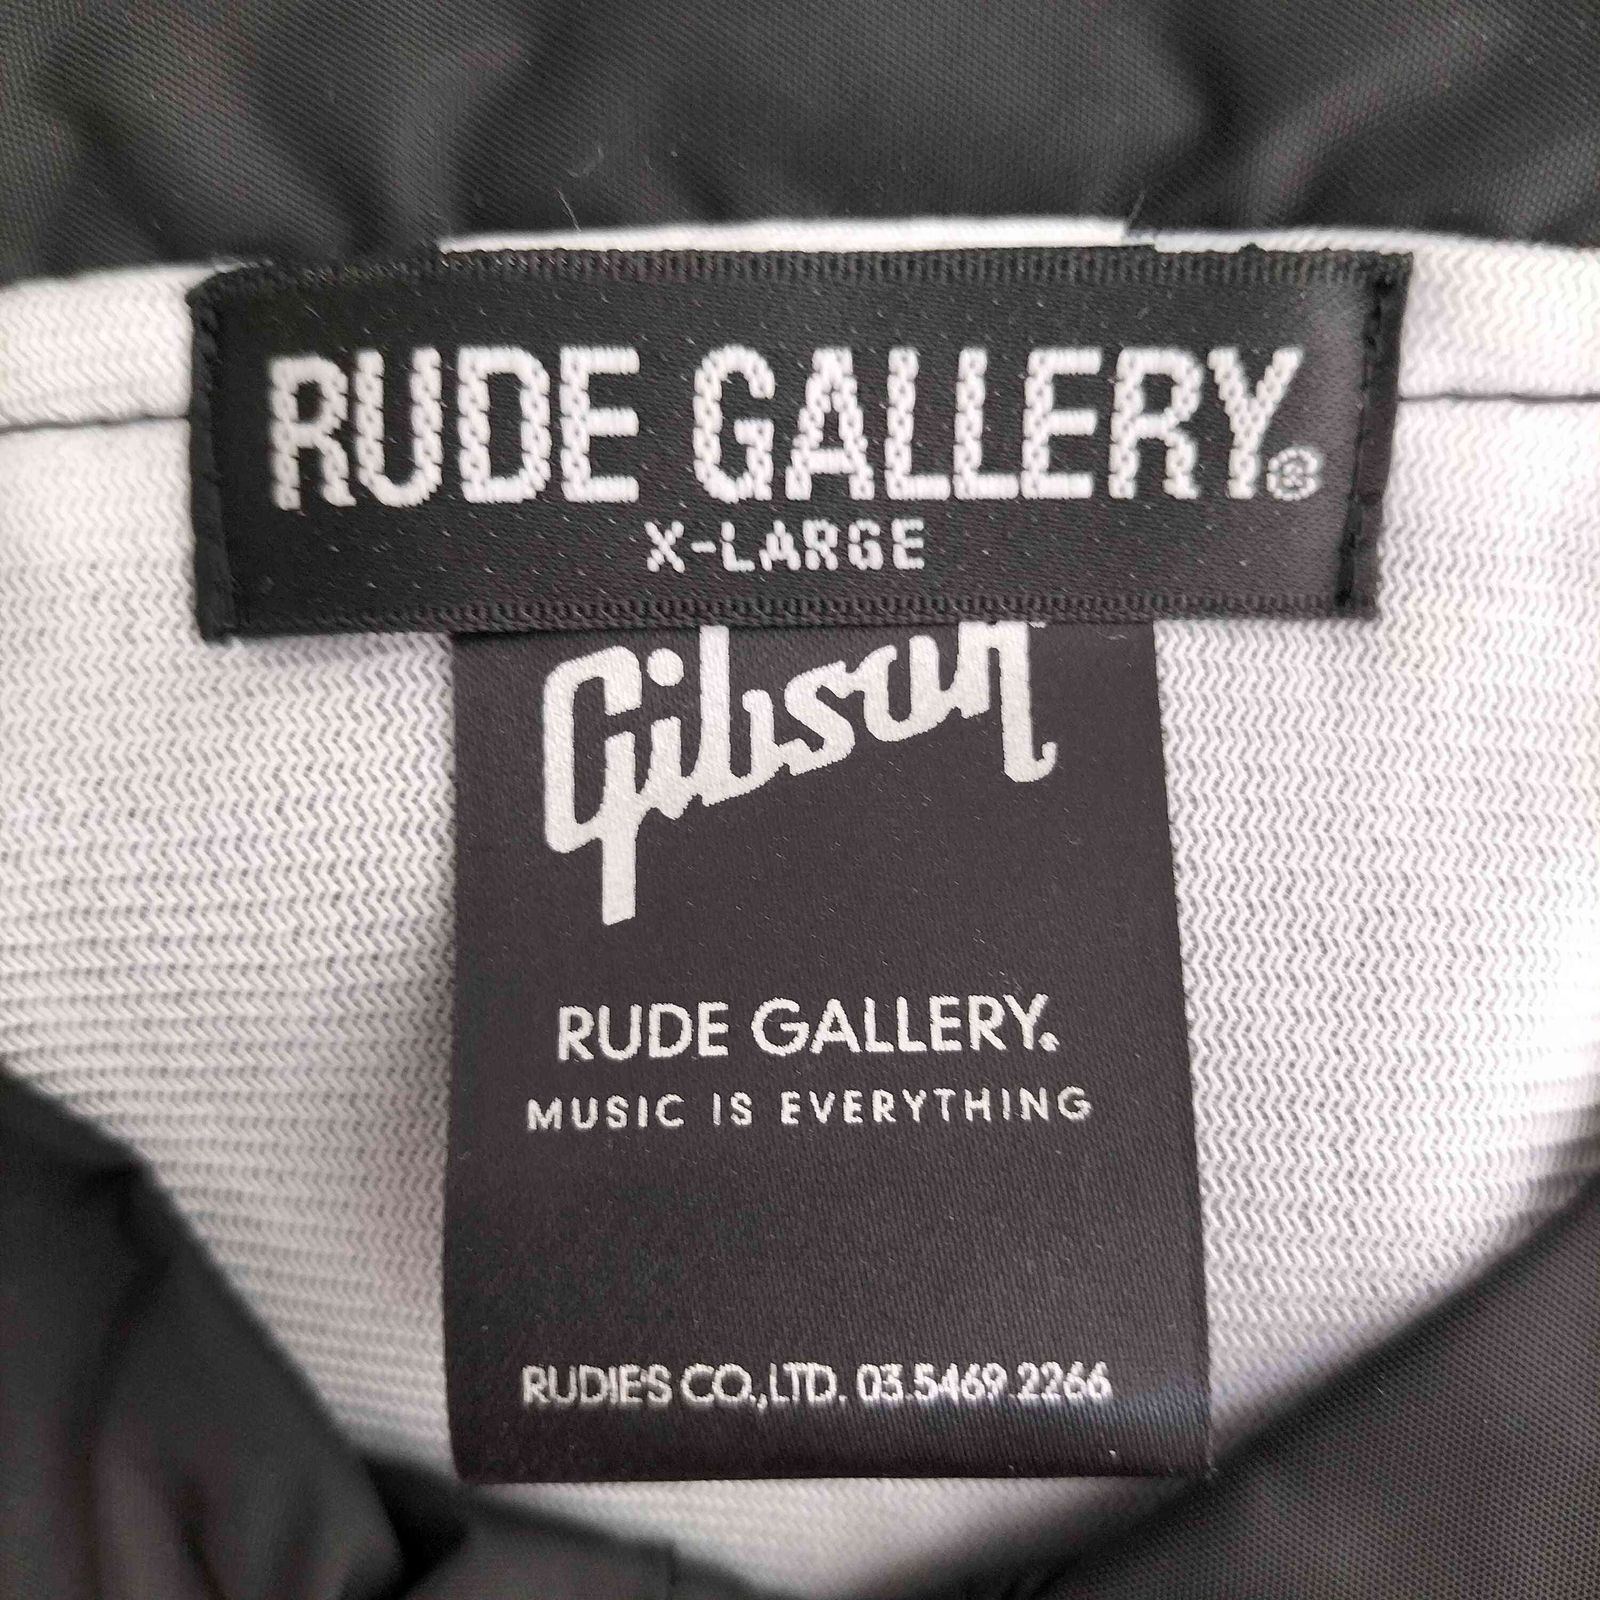 RUDE GALLERY®
X-LARGE
Gibson
RUDE GALLERY®
MUSIC IS EVERYTHING
RUDIE'S CO.,LTD. 03.5469.2266